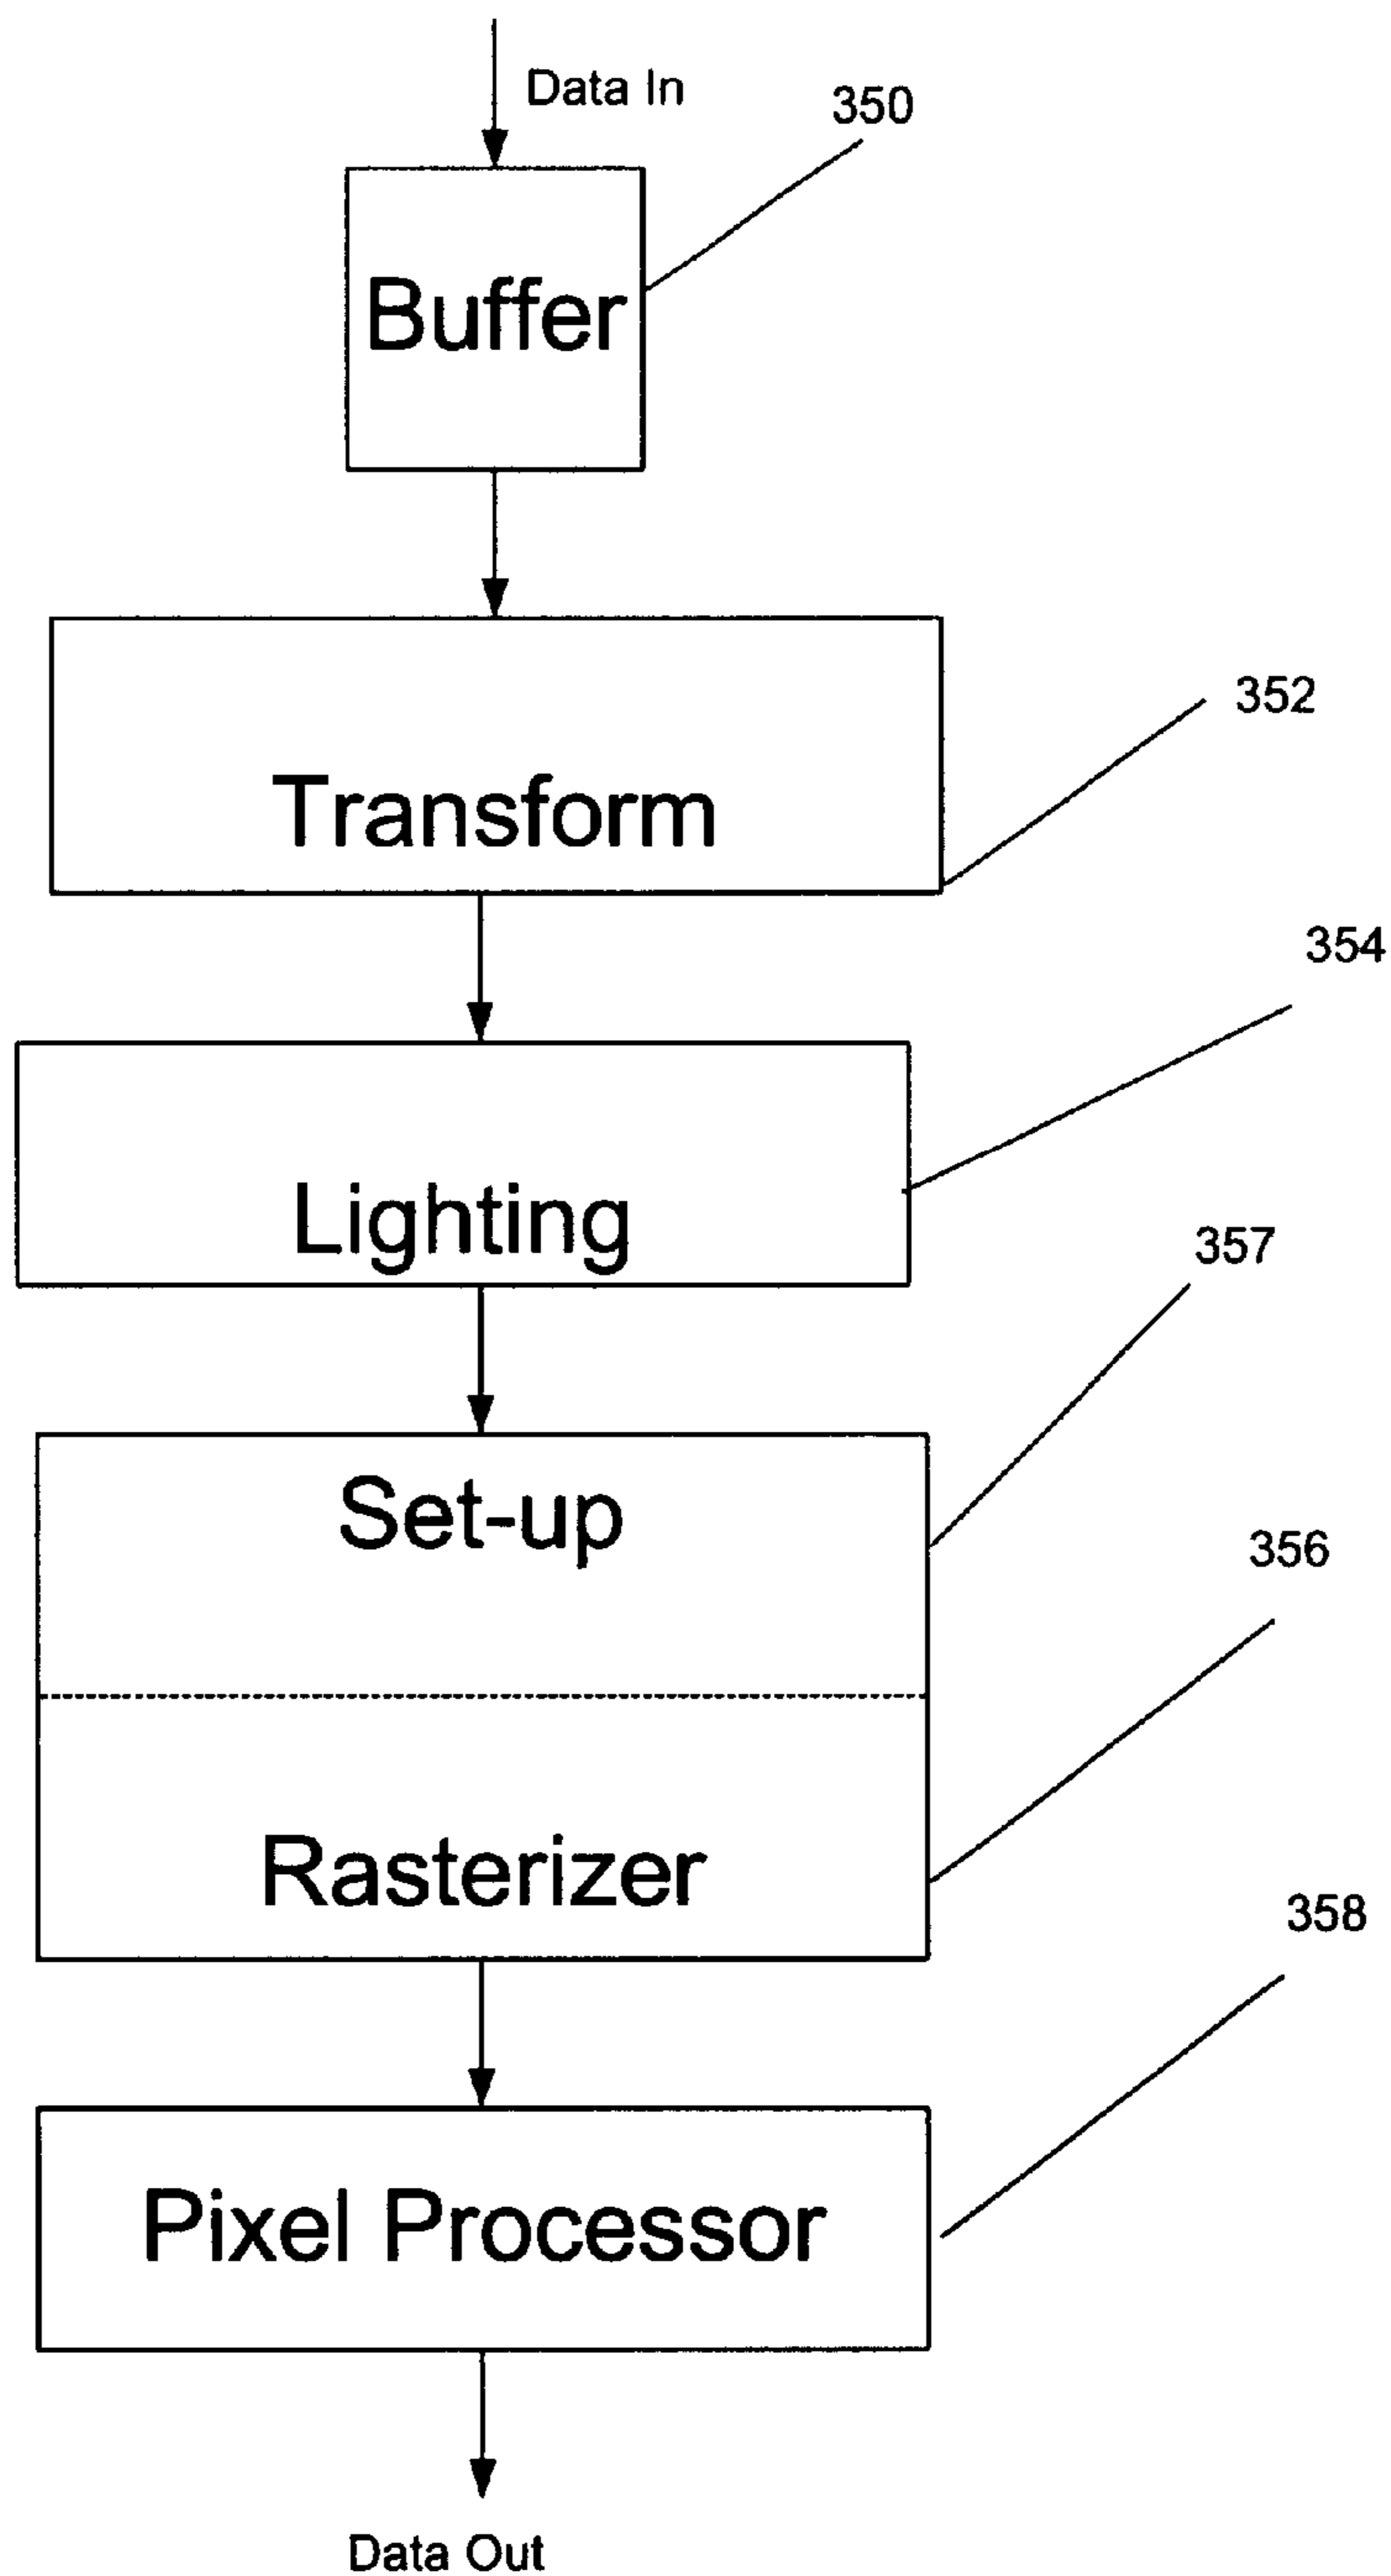 Data In
350
Buffer
352
Transform
354
Lighting
357
Set-up
356
Rasterizer
358
Pixel Processor
Data Out